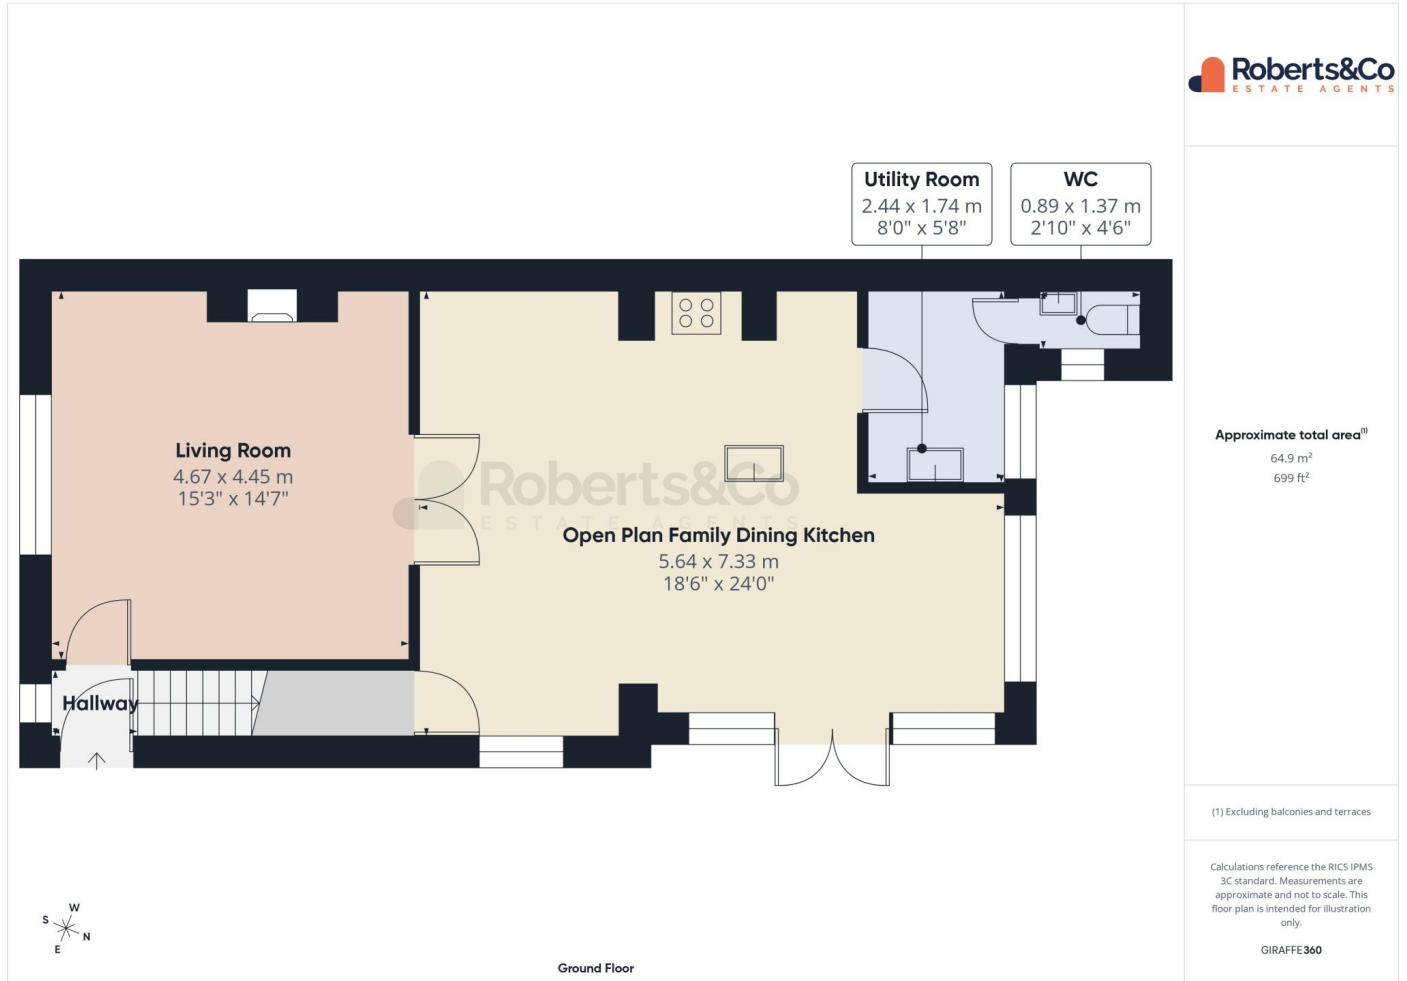 Roberts&Co
ESTATE AGENTS
Utility Room
2.44 x 1.74 m
8'0" x 5'8"
WC
0.89 x 1.37 m
2'10" x 4'6"
Living Room
4.67 x 4.45 m
15'3" x 14'7"
Roberts&Co
ESTATE AGENTS
Open Plan Family Dining Kitchen
5.64 x 7.33 m
18'6" x 24'0"
Hallway
Approximate total area(1)
64.9 m²
699 ft²
(1) Excluding balconies and terraces
Calculations reference the RICS IPMS
3C standard. Measurements are
approximate and not to scale. This
floor plan is intended for illustration
only.
GIRAFFE360
W
S
N
E
Ground Floor